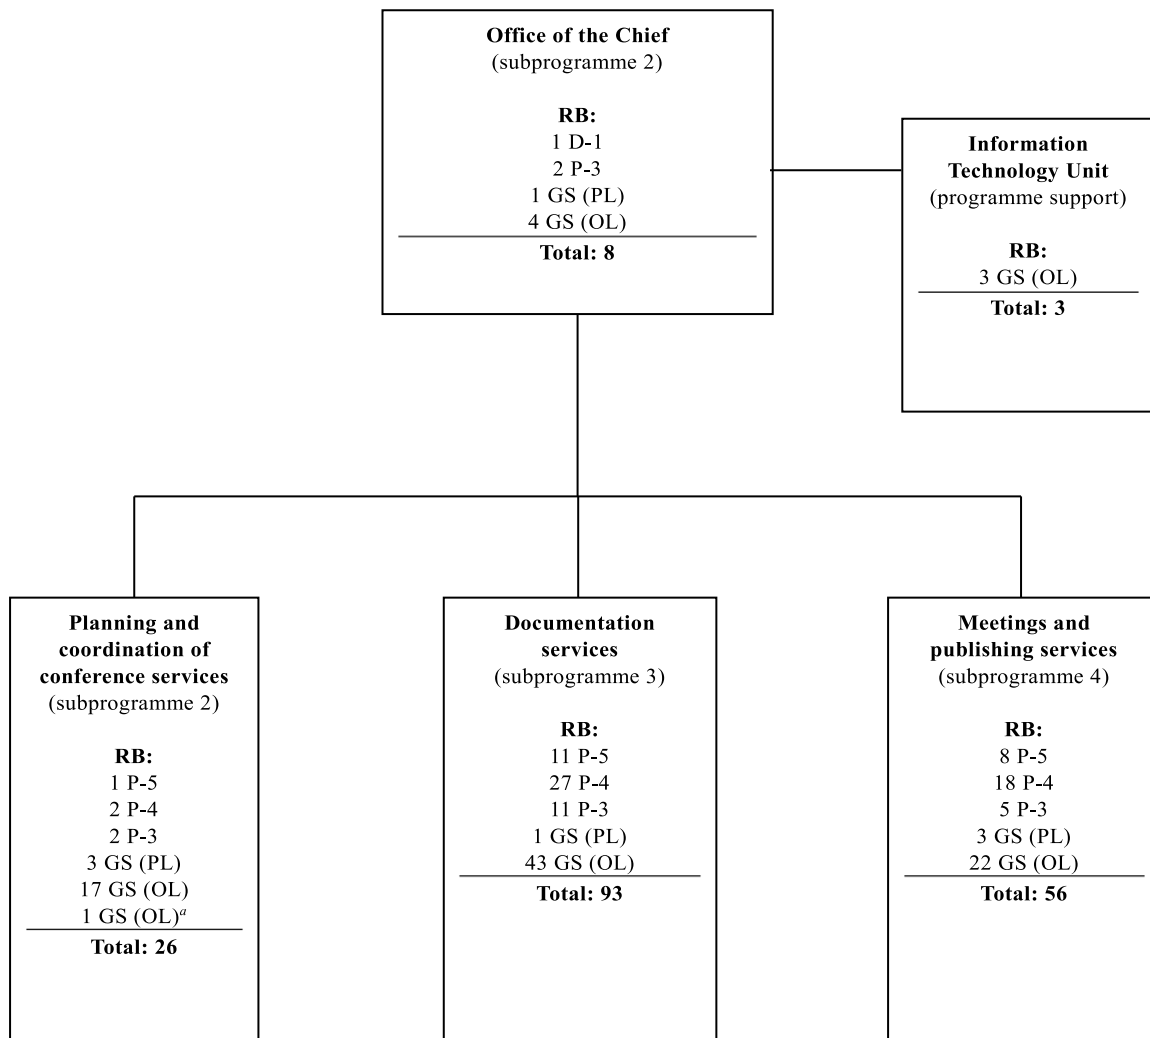 Office of the Chief
(subprogramme 2)
RB:
1 D-1
2 P-3
1 GS (PL)
4 GS (OL)
Total: 8
Information
Technology Unit
(programme support)
RB:
3 GS (OL)
Total: 3
Planning and
coordination of
conference services
(subprogramme 2)
RB:
1 P-5
2 P-4
2 P-3
3 GS (PL)
17 GS (OL)
1 GS (OL)a
Total: 26
Documentation
services
(subprogramme 3)
RB:
11 P-5
27 P-4
11 P-3
1 GS (PL)
43 GS (OL)
Total: 93
Meetings and
publishing services
(subprogramme 4)
RB:
8 P-5
18 P-4
5 P-3
3 GS (PL)
22 GS (OL)
Total: 56